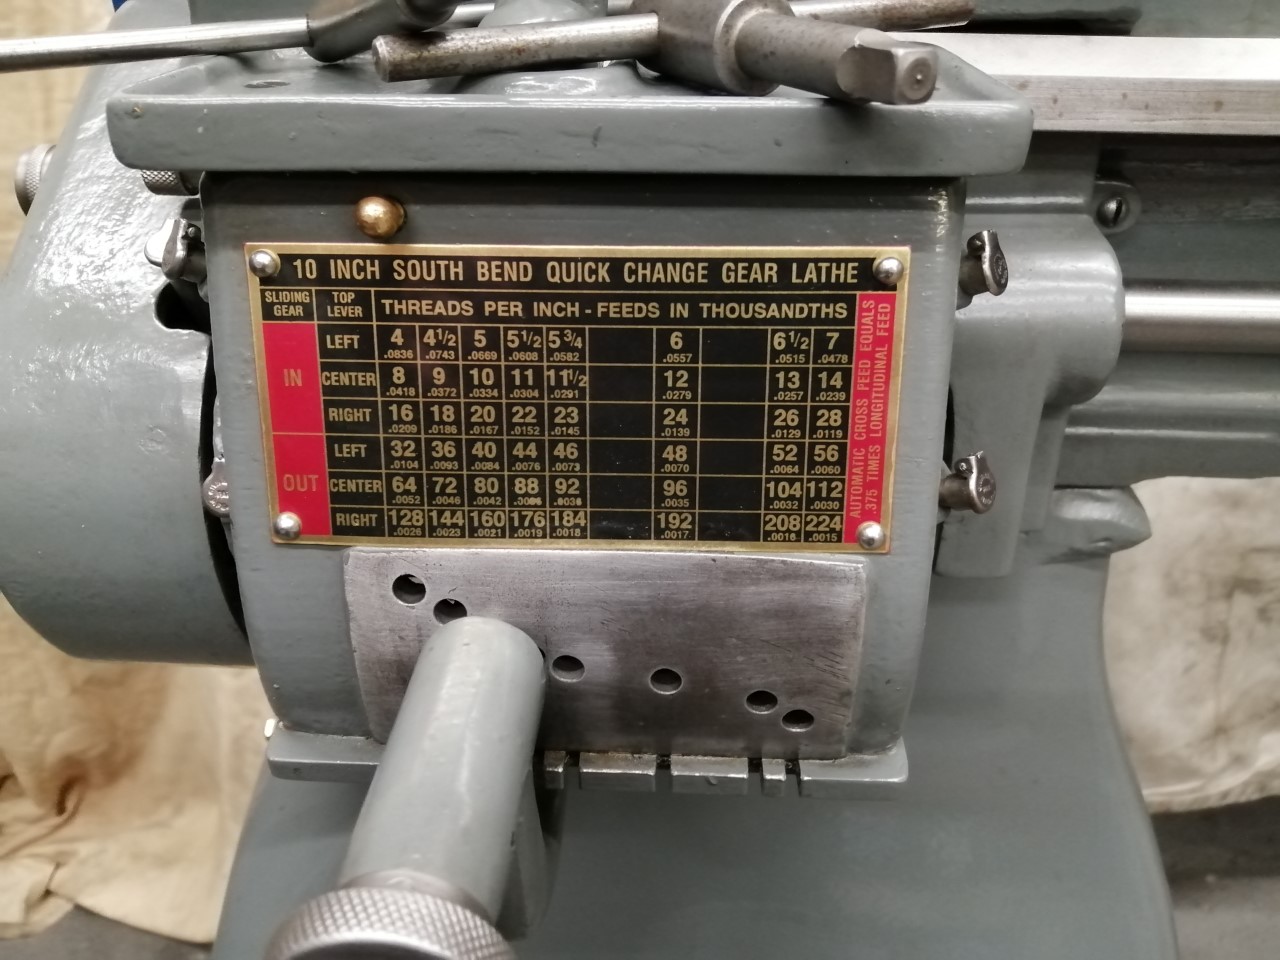 10 INCH SOUTH BEND QUICK CHANGE GEAR LATHE
SLIDING GEAR TOP LEVER THREADS PER INCH - FEEDS IN THOUSANDTHS
IN
LEFT 4 4 1/2 5 5 1/2 5 3/4 6 6 1/2 7
.0836 .0743 .0669 .0608 .0582 .0557 .0515 .0478
CENTER 8 9 10 11 11 1/2 12 13 14
.0418 .0372 .0334 .0304 .0291 .0279 .0257 .0239
RIGHT 16 18 20 22 23 24 26 28
.0209 .0186 .0167 .0152 .0145 .0139 .0129 .0119
OUT
LEFT 32 36 40 44 46 48 52 56
.0104 .0093 .0084 .0076 .0073 .0070 .0064 .0060
CENTER 64 72 80 88 92 96 104 112
.0052 .0046 .0042 .0036 .0035 .0032 .0030
RIGHT 128 144 160 176 184 192 208 224
.0026 .0023 .0021 .0019 .0018 .0017 .0016 .0015
AUTOMATIC CROSS FEED EQUALS
.375 TIMES LONGITUDINAL FEED